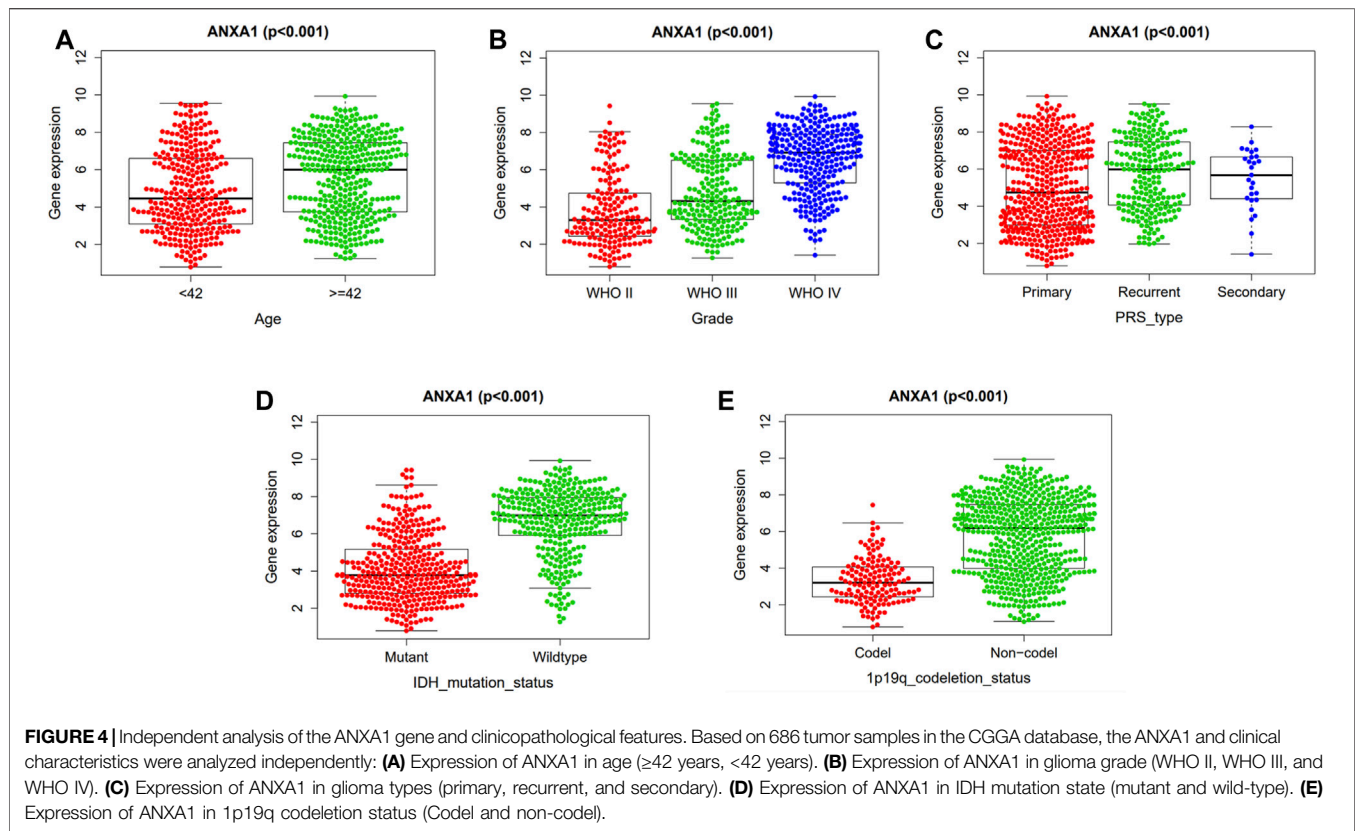 A
ANXA1 (p<0.001)
Gene expression
12
10
8
6
4
2
<42
>=42
Age
B
ANXA1 (p<0.001)
Gene expression
12
10
8
6
4
2
WHO II
WHO III
WHO IV
Grade
C
ANXA1 (p<0.001)
Gene expression
12
10
8
6
4
2
Primary
Recurrent
Secondary
PRS_type
D
ANXA1 (p<0.001)
Gene expression
12
10
8
6
4
2
Mutant
Wildtype
IDH_mutation_status
E
ANXA1 (p<0.001)
Gene expression
12
10
8
6
4
2
Codel
Non-codel
1p19q_codeletion_status
FIGURE 4 | Independent analysis of the ANXA1 gene and clinicopathological features. Based on 686 tumor samples in the CGGA database, the ANXA1 and clinical
characteristics were analyzed independently: (A) Expression of ANXA1 in age (≥42 years, <42 years). (B) Expression of ANXA1 in glioma grade (WHO II, WHO III, and
WHO IV). (C) Expression of ANXA1 in glioma types (primary, recurrent, and secondary). (D) Expression of ANXA1 in IDH mutation state (mutant and wild-type). (E)
Expression of ANXA1 in 1p19q codeletion status (Codel and non-codel).